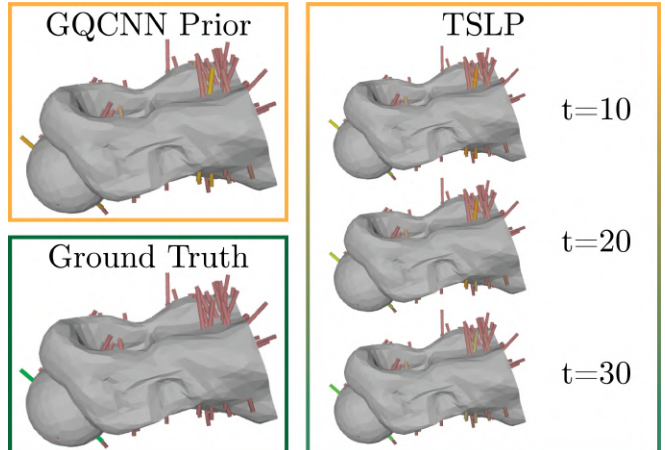 GQCNN Prior
Ground Truth
TSLP
t=10
t=20
t=30